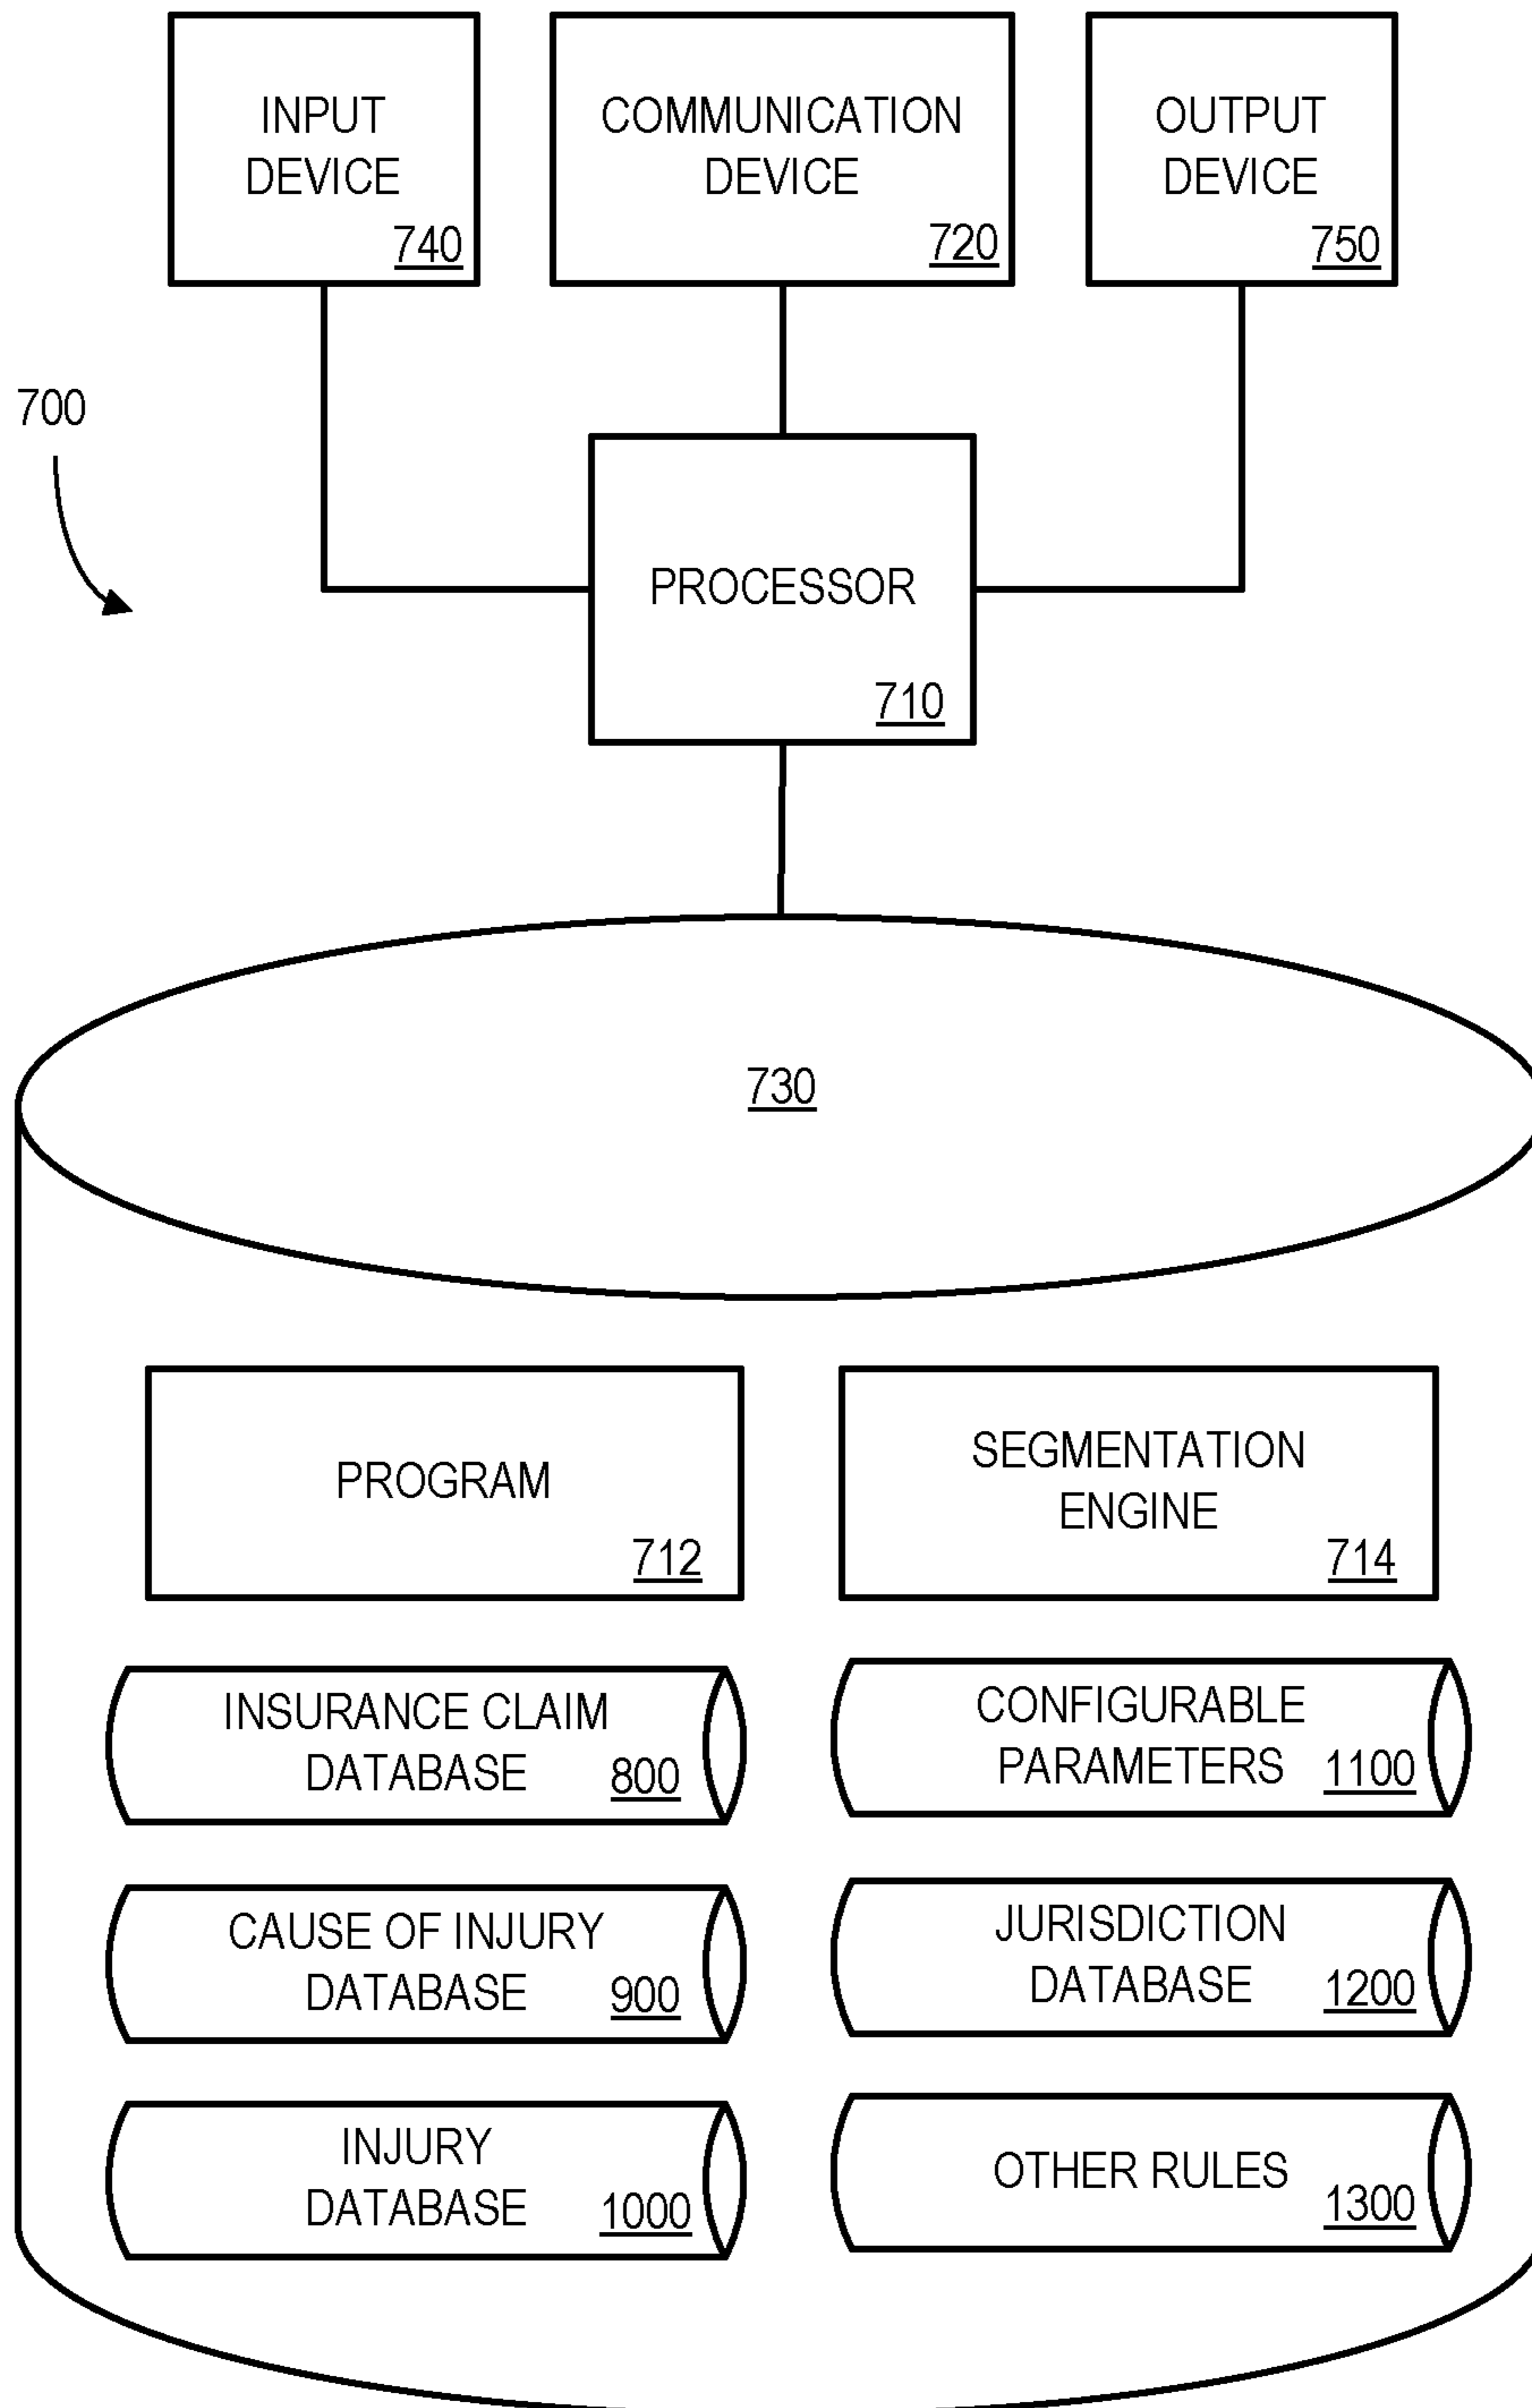 INPUT
DEVICE
740
COMMUNICATION
DEVICE
720
OUTPUT
DEVICE
750
700
PROCESSOR
710
730
PROGRAM
712
SEGMENTATION
ENGINE
714
INSURANCE CLAIM
DATABASE 800
CONFIGURABLE
PARAMETERS 1100
CAUSE OF INJURY
DATABASE 900
JURISDICTION
DATABASE 1200
INJURY
DATABASE 1000
OTHER RULES
1300